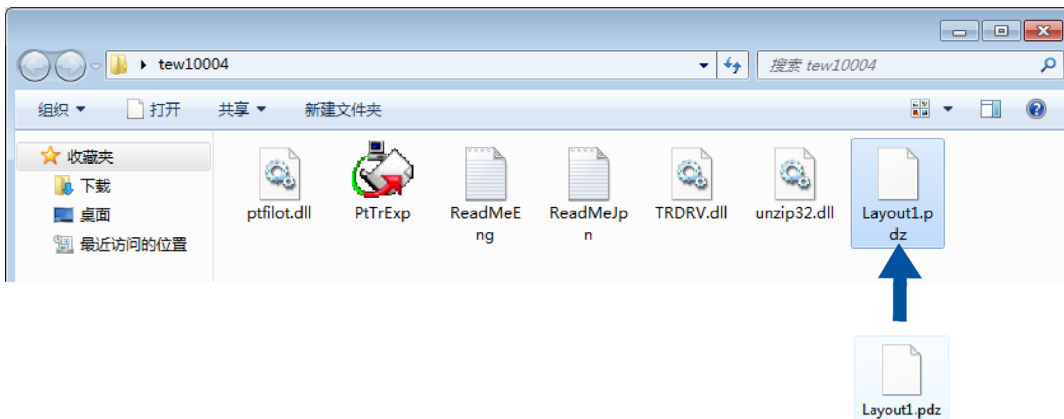 tew10004
搜索 tew10004
组织
打开
共享
新建文件夹
收藏夹
下载
桌面
最近访问的位置
ptfilot.dll
PtTrExp
ReadMeE
ng
ReadMeJp
n
TRDRV.dll
unzip32.dll
Layout1.p
dz
Layout1.pdz